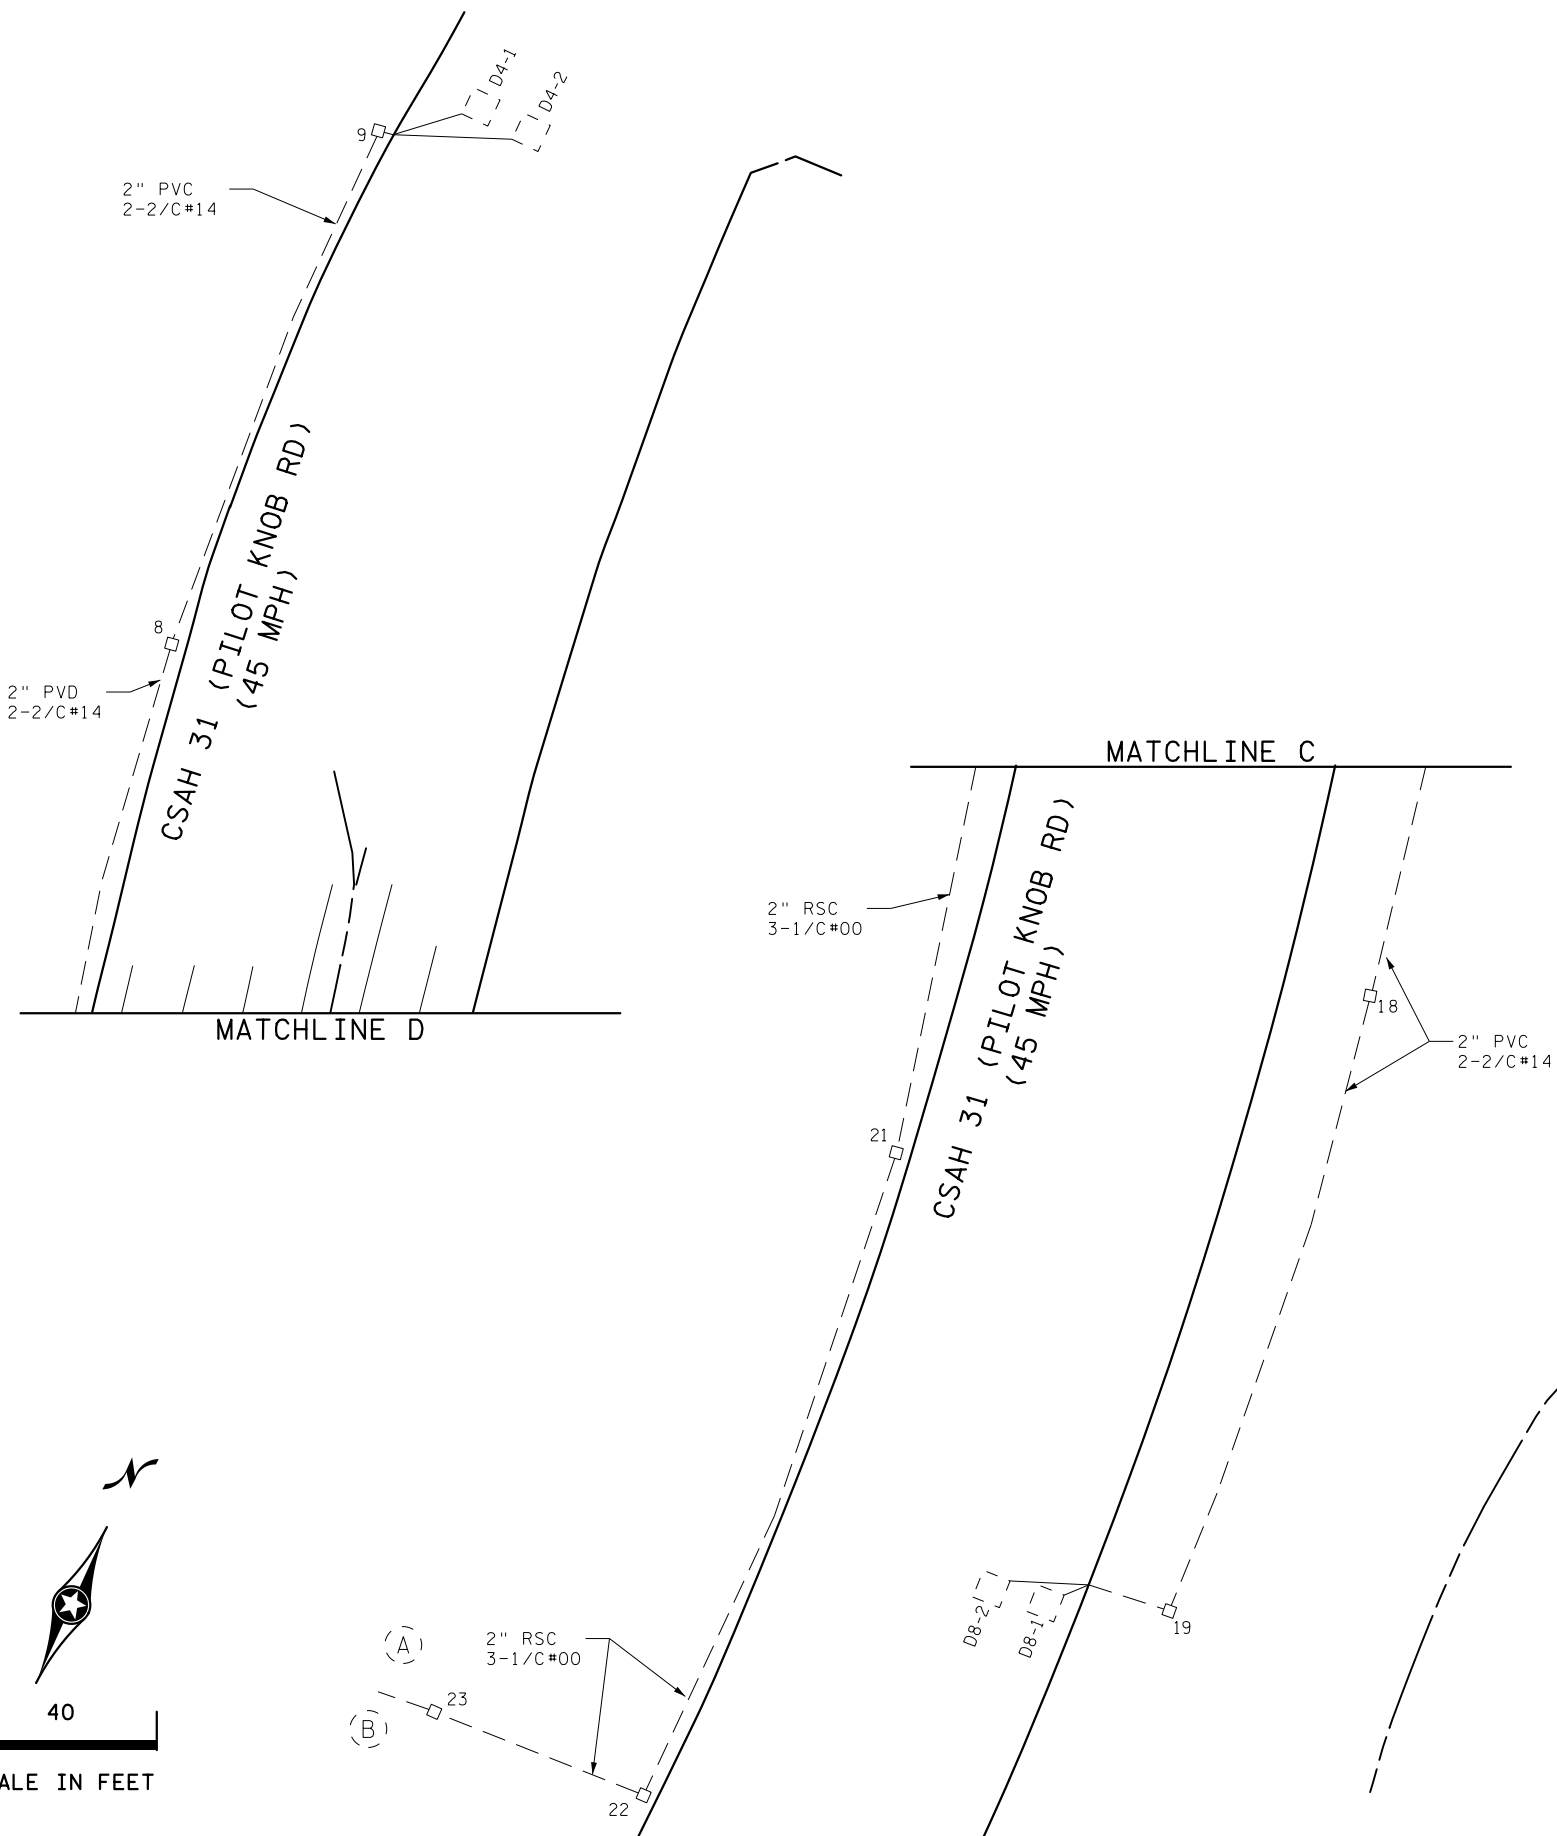 D4-1
D4-2
9
2" PVC
2-2/C#14
CSAH 31 (PILOT KNOB RD)
(45 MPH)
8
2" PVD
2-2/C#14
MATCHLINE D
MATCHLINE C
2" RSC
3-1/C#00
CSAH 31 (PILOT KNOB RD)
(45 MPH)
18
2" PVC
2-2/C#14
21
N
D8-2
D8-1
19
A
2" RSC
3-1/C#00
23
B
22
40
ALE IN FEET